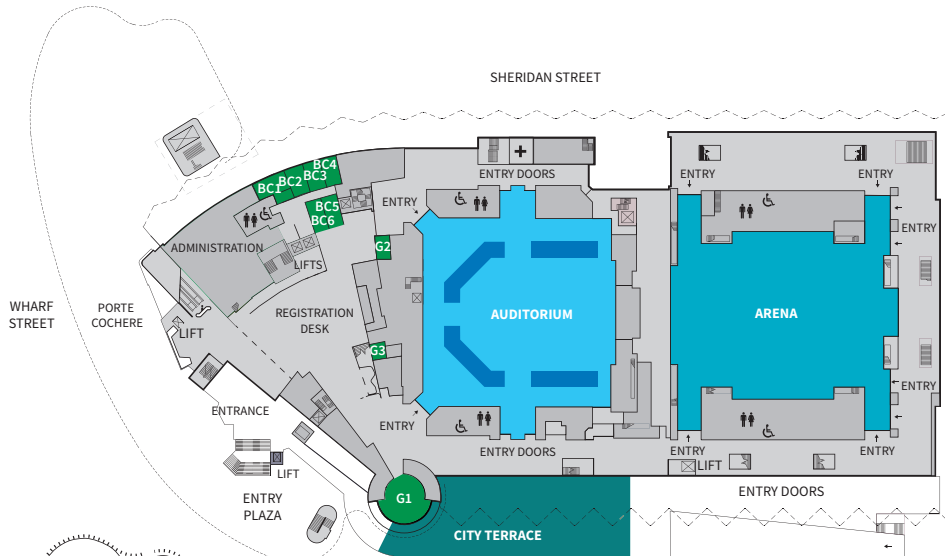 SHERIDAN STREET
BC4
BC3
BC2
BC1
BC5
BC6
ENTRY DOORS
ENTRY
ENTRY
ENTRY
ENTRY
ADMINISTRATION
G2
LIFTS
WHARF
STREET
PORTE
COCHERE
REGISTRATION
DESK
AUDITORIUM
ARENA
LIFT
G3
ENTRY
ENTRANCE
ENTRY
ENTRY DOORS
ENTRY
ENTRY
LIFT
LIFT
ENTRY
PLAZA
G1
ENTRY DOORS
CITY TERRACE